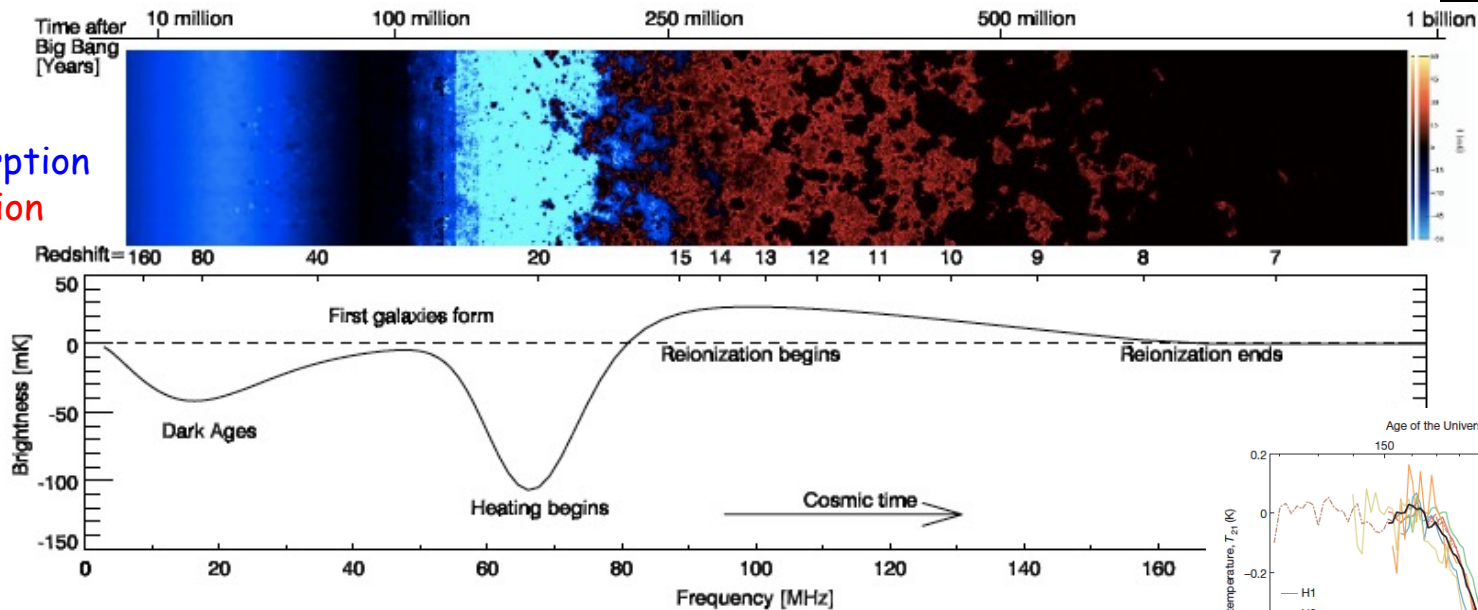 Time after
Big Bang
[Years]
10 million 100 million 250 million 500 million 1 billion
rption
ion
Redshift= 160 80 40 20 15 14 13 12 11 10 9 8 7
50
0
-50
-100
-150
Brightness [mK]
First galaxies form
Dark Ages
Heating begins
Reionization begins
Reionization ends
Cosmic time
0 20 40 60 80 100 120 140 160
Frequency [MHz]
Age of the Univers
150
0.2
0
−0.2
temperature, T21 (K)
H1